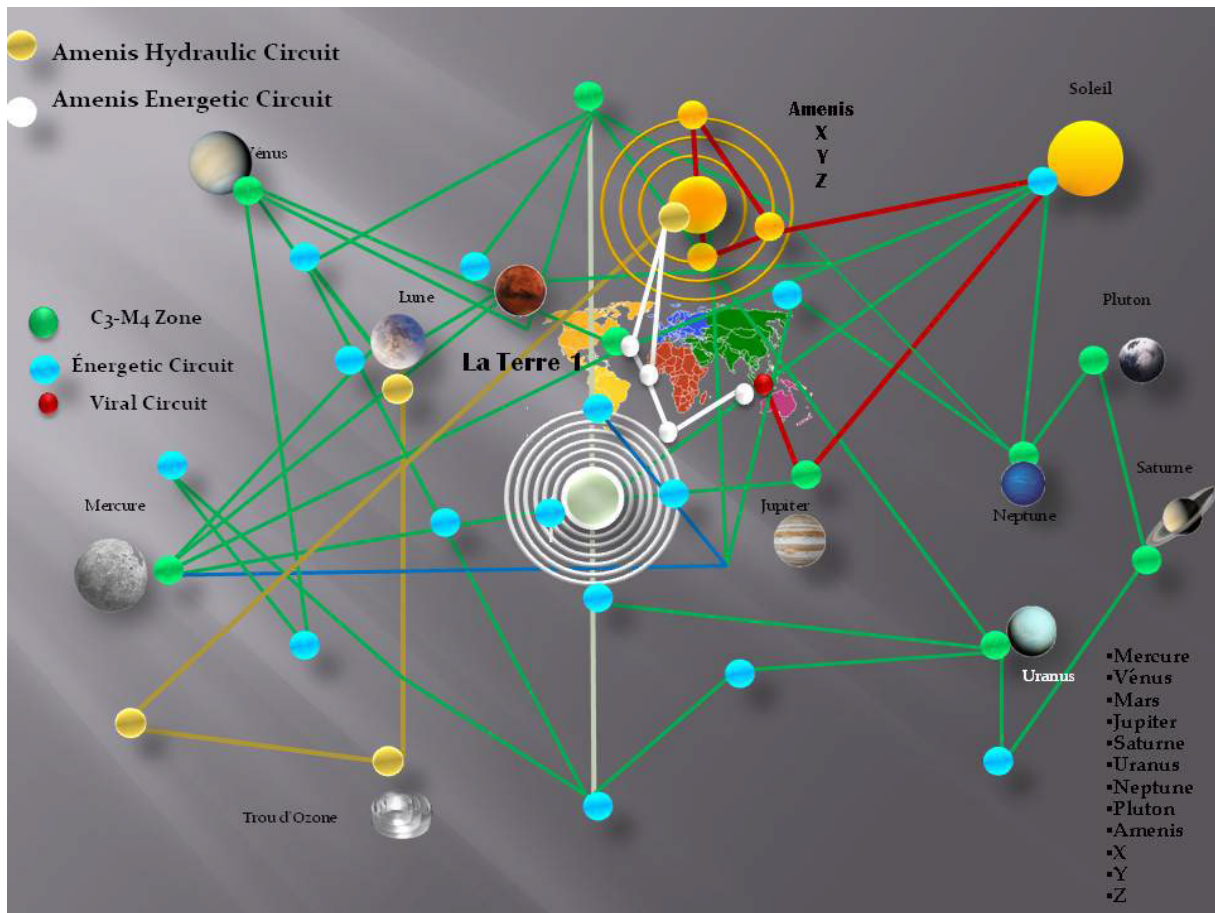 Amenis Hydraulic Circuit
Amenis Energetic Circuit
Soleil
Amenis
X
Y
Z
Vénus
Pluton
Lune
C3-M4 Zone
La Terre 1
Énergetic Circuit
Viral Circuit
Saturne
Mercure
Jupiter
Neptune
Y
Uranus
▪Mercure
▪Vénus
▪Mars
▪Jupiter
▪Saturne
▪Uranus
▪Neptune
▪Pluton
▪Amenis
▪X
▪Y
▪Z
Trou d'Ozone